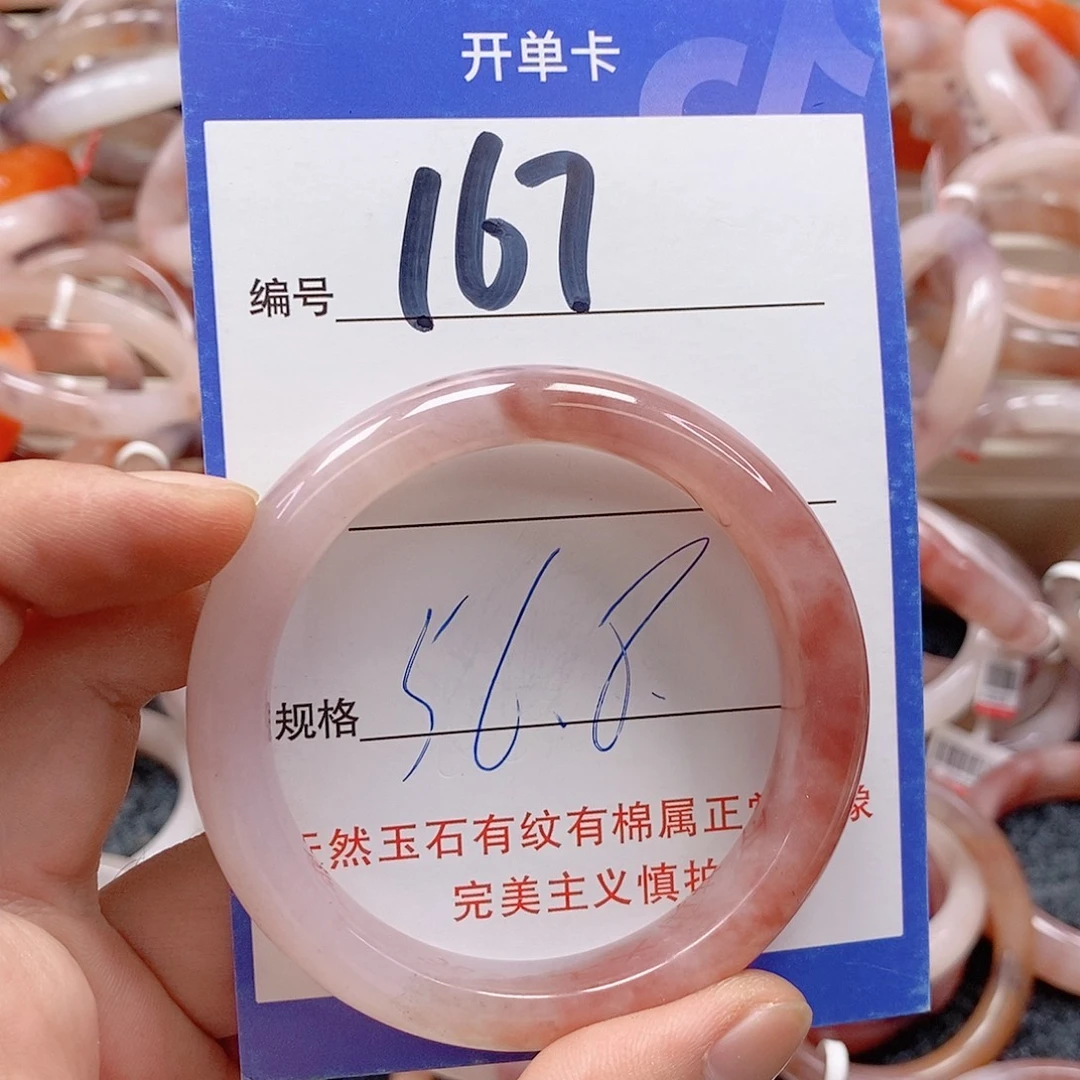 开单卡
编号 167
规格 56.8.
然玉石有纹有棉属正
完美主义慎拍